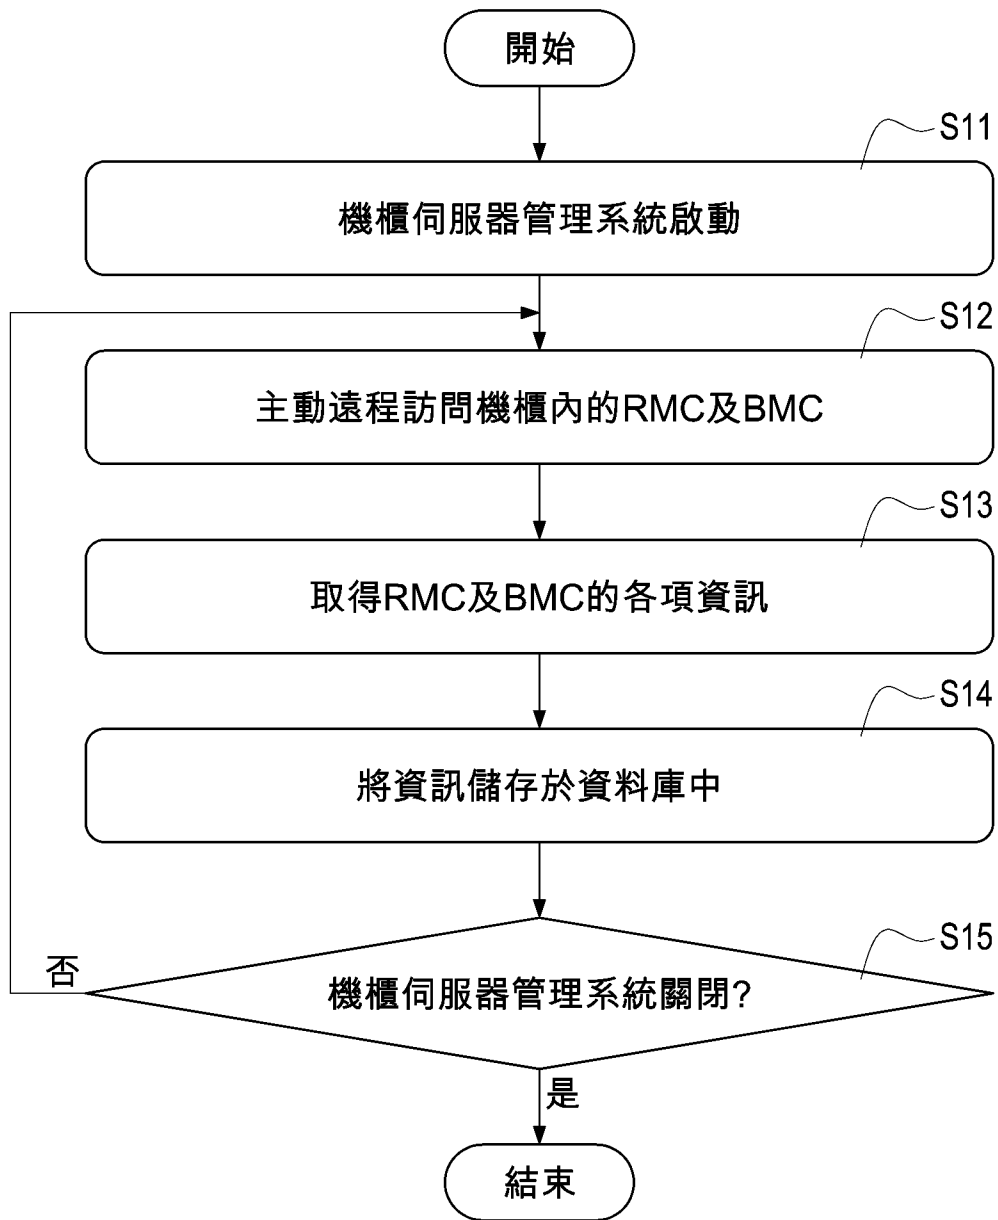 開始
S11
機櫃伺服器管理系統啟動
S12
主動遠程訪問機櫃內的RMC及BMC
S13
取得RMC及BMC的各項資訊
S14
將資訊儲存於資料庫中
S15
否
機櫃伺服器管理系統關閉?
是
結束